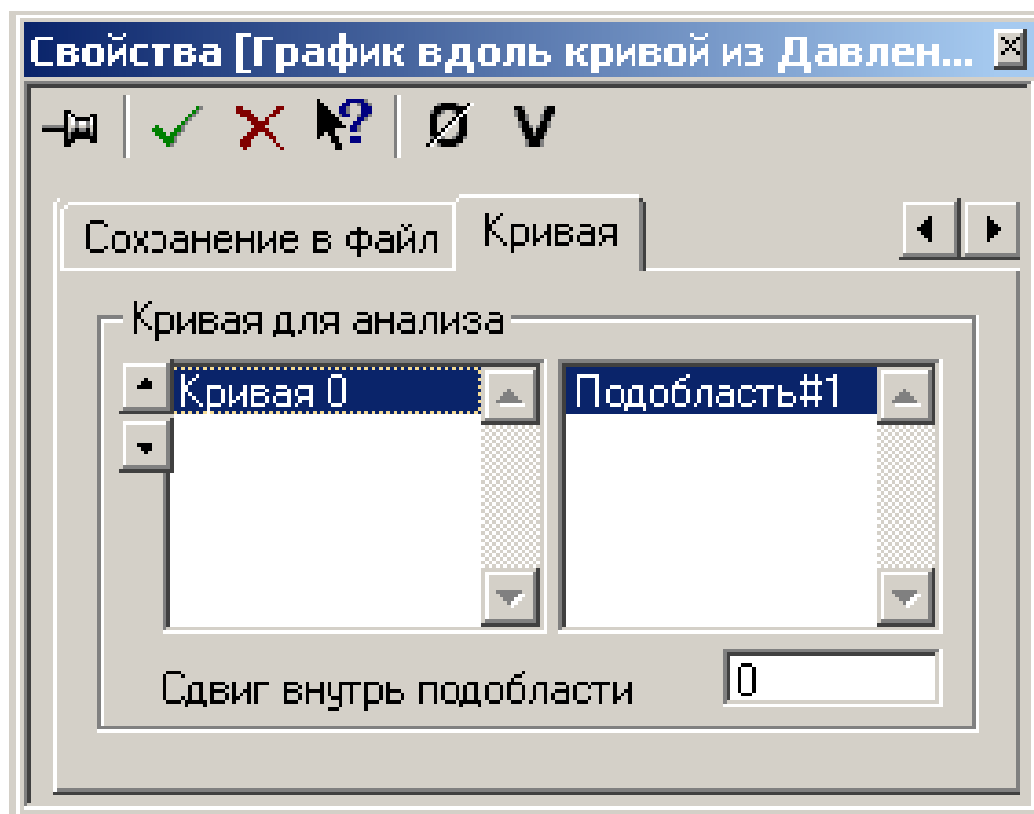 Свойства [График вдоль кривой из Давлен...
Ø V
Сохранение в файл Кривая
Кривая для анализа
Кривая 0 Подобласть#1
Сдвиг внутрь подобласти 0